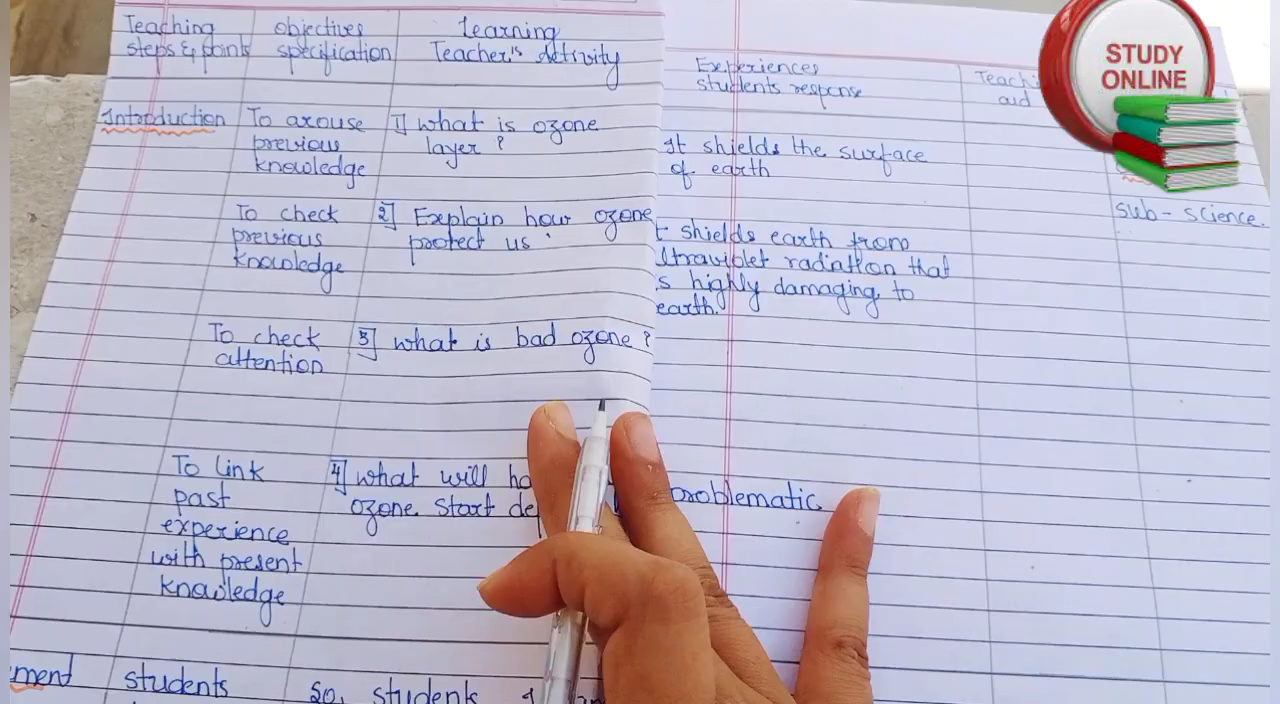 Teaching
steps & points
objectives
specification
Learning
Teacher's Activity
Introduction
To arouse
previous
knowledge
1] What is ozone
layer?
To check
previous
knowledge
2] Explain how ozone
protect us.
To check
attention
3] what is bad ozone?
To link
past
experience
with present
knowledge
4] what will
ozone start
students
so, students
Experiences
students response
aid
It shields the surface
of earth
shields earth from
radiation that
highly damaging to
earth.
problematic
sub-science.
STUDY
ONLINE